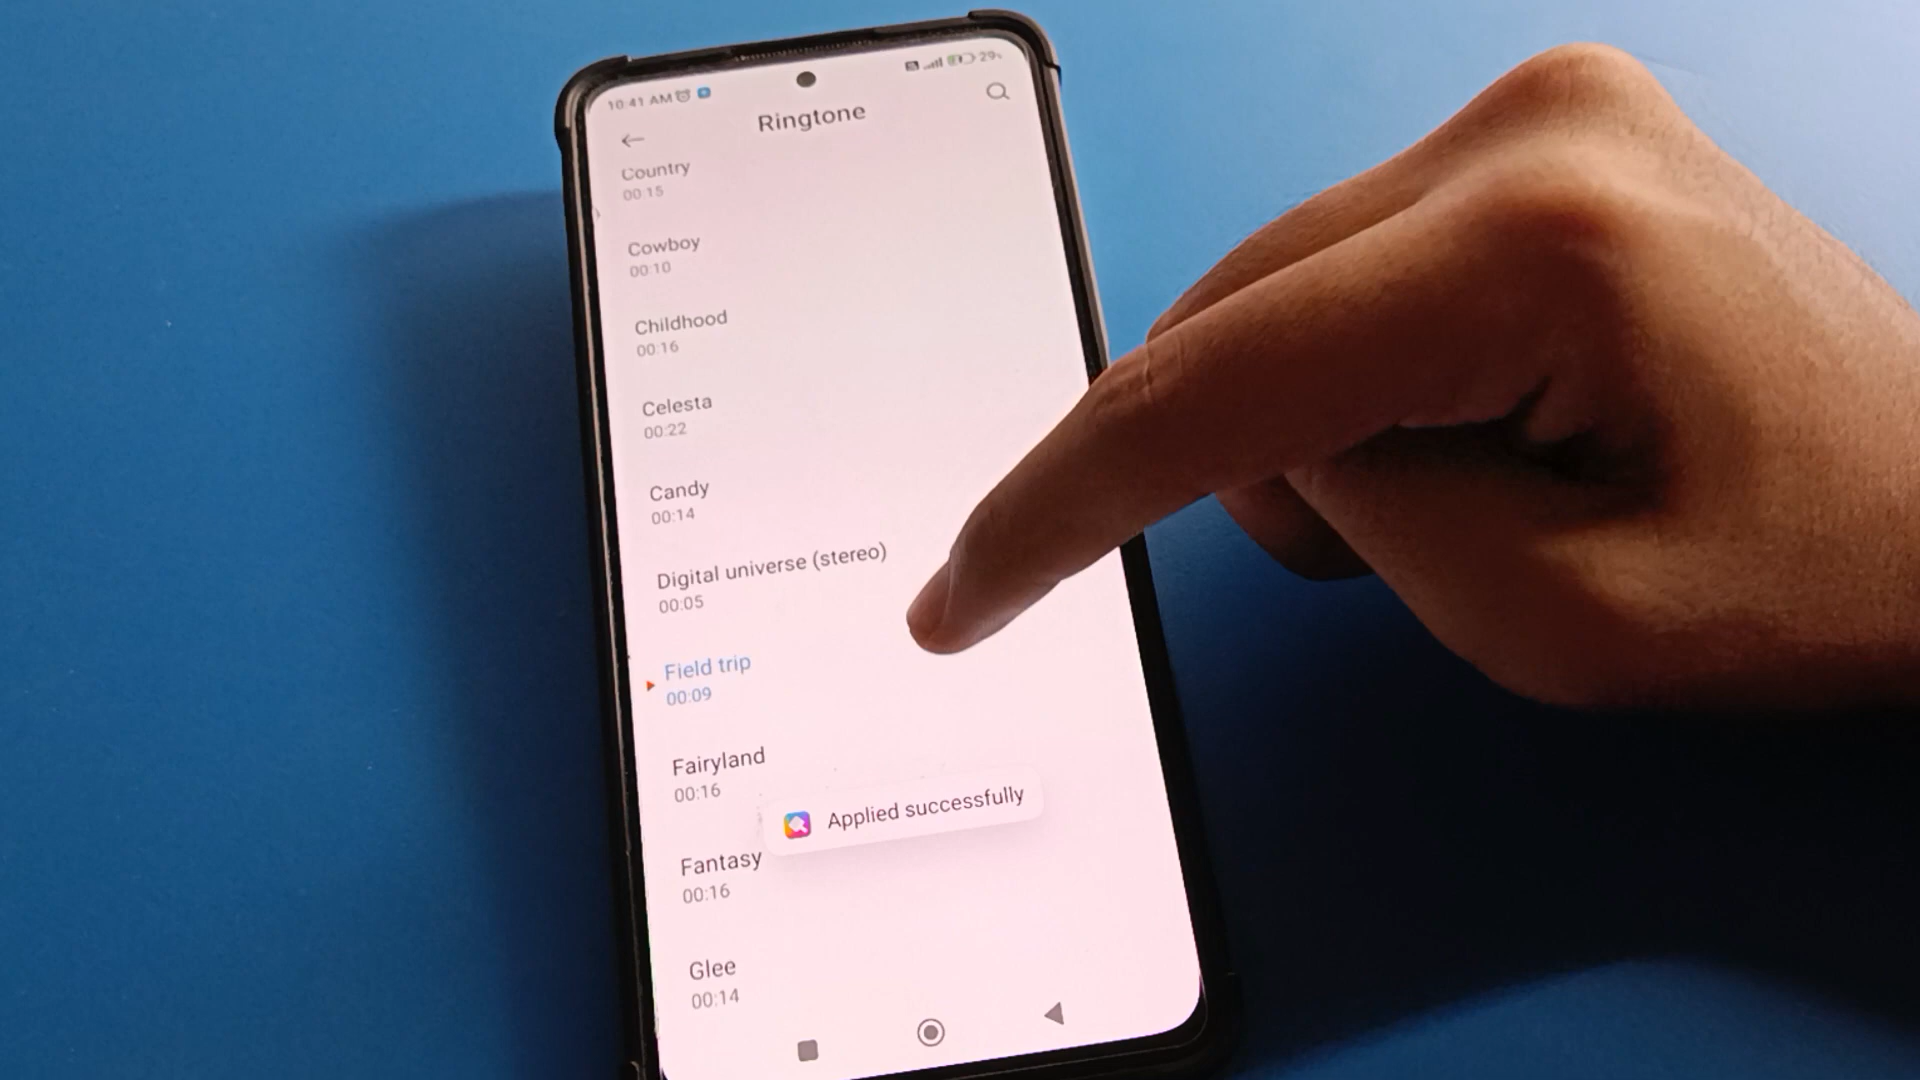 10:41 AM
29%
Ringtone
Country
00:15
Cowboy
00:10
Childhood
00:16
Celesta
00:22
Candy
00:14
Digital universe (stereo)
00:05
Field trip
00:09
Fairyland
00:16
Applied successfully
Fantasy
00:16
Glee
00:14